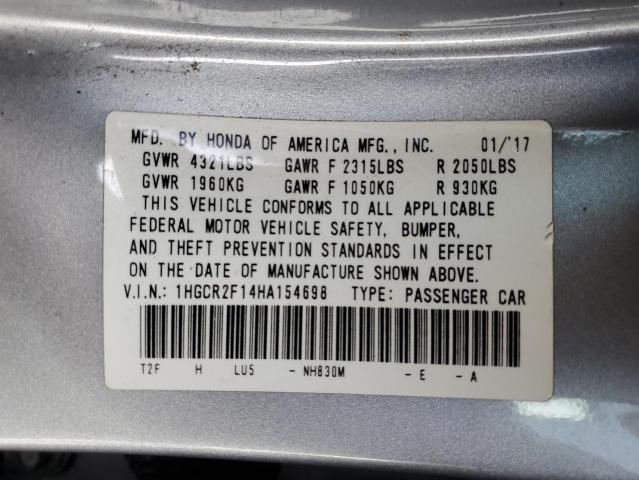 MFD. BY HONDA OF AMERICA MFG., INC. 01/'17
GVWR 4321LBS GAWR F 2315LBS R 2050LBS
GVWR 1960KG GAWR F 1050KG R 930KG
THIS VEHICLE CONFORMS TO ALL APPLICABLE
FEDERAL MOTOR VEHICLE SAFETY, BUMPER,
AND THEFT PREVENTION STANDARDS IN EFFECT
ON THE DATE OF MANUFACTURE SHOWN ABOVE.
V.I.N.: 1HGCR2F14HA154698 TYPE: PASSENGER CAR
T2F H LU5 - NH830M - E - A